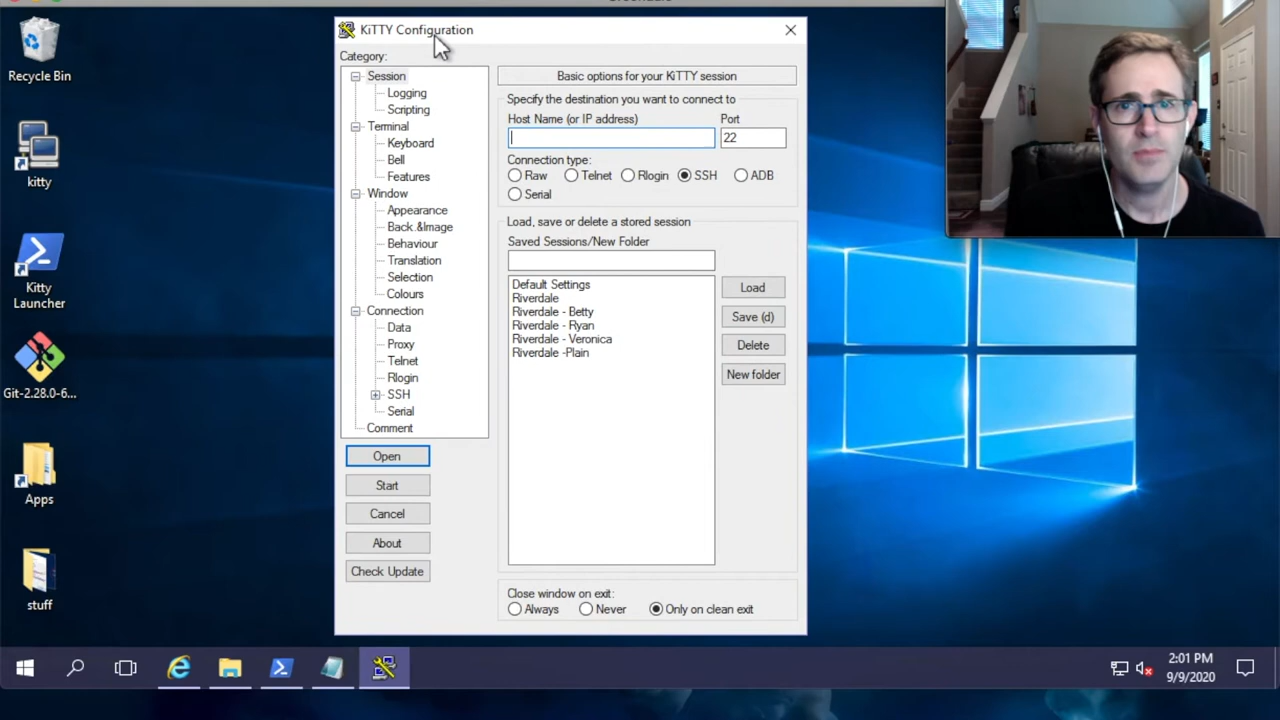 Recycle Bin
kitty
Kitty
Launcher
Git-2.28.0-6...
Apps
stuff
KiTTY Configuration
Category:
Session
Logging
Scripting
Terminal
Keyboard
Bell
Features
Window
Appearance
Back.&Image
Behaviour
Translation
Selection
Colours
Connection
Data
Proxy
Telnet
Rlogin
SSH
Serial
Comment
Open
Start
Cancel
About
Check Update
Basic options for your KiTTY session
Specify the destination you want to connect to
Host Name (or IP address) Port
22
Connection type:
Raw Telnet Rlogin SSH ADB
Serial
Load, save or delete a stored session
Saved Sessions/New Folder
Default Settings
Riverdale
Riverdale - Betty
Riverdale - Ryan
Riverdale - Veronica
Riverdale -Plain
Load
Save (d)
Delete
New folder
Close window on exit:
Always Never Only on clean exit
2:01 PM
9/9/2020